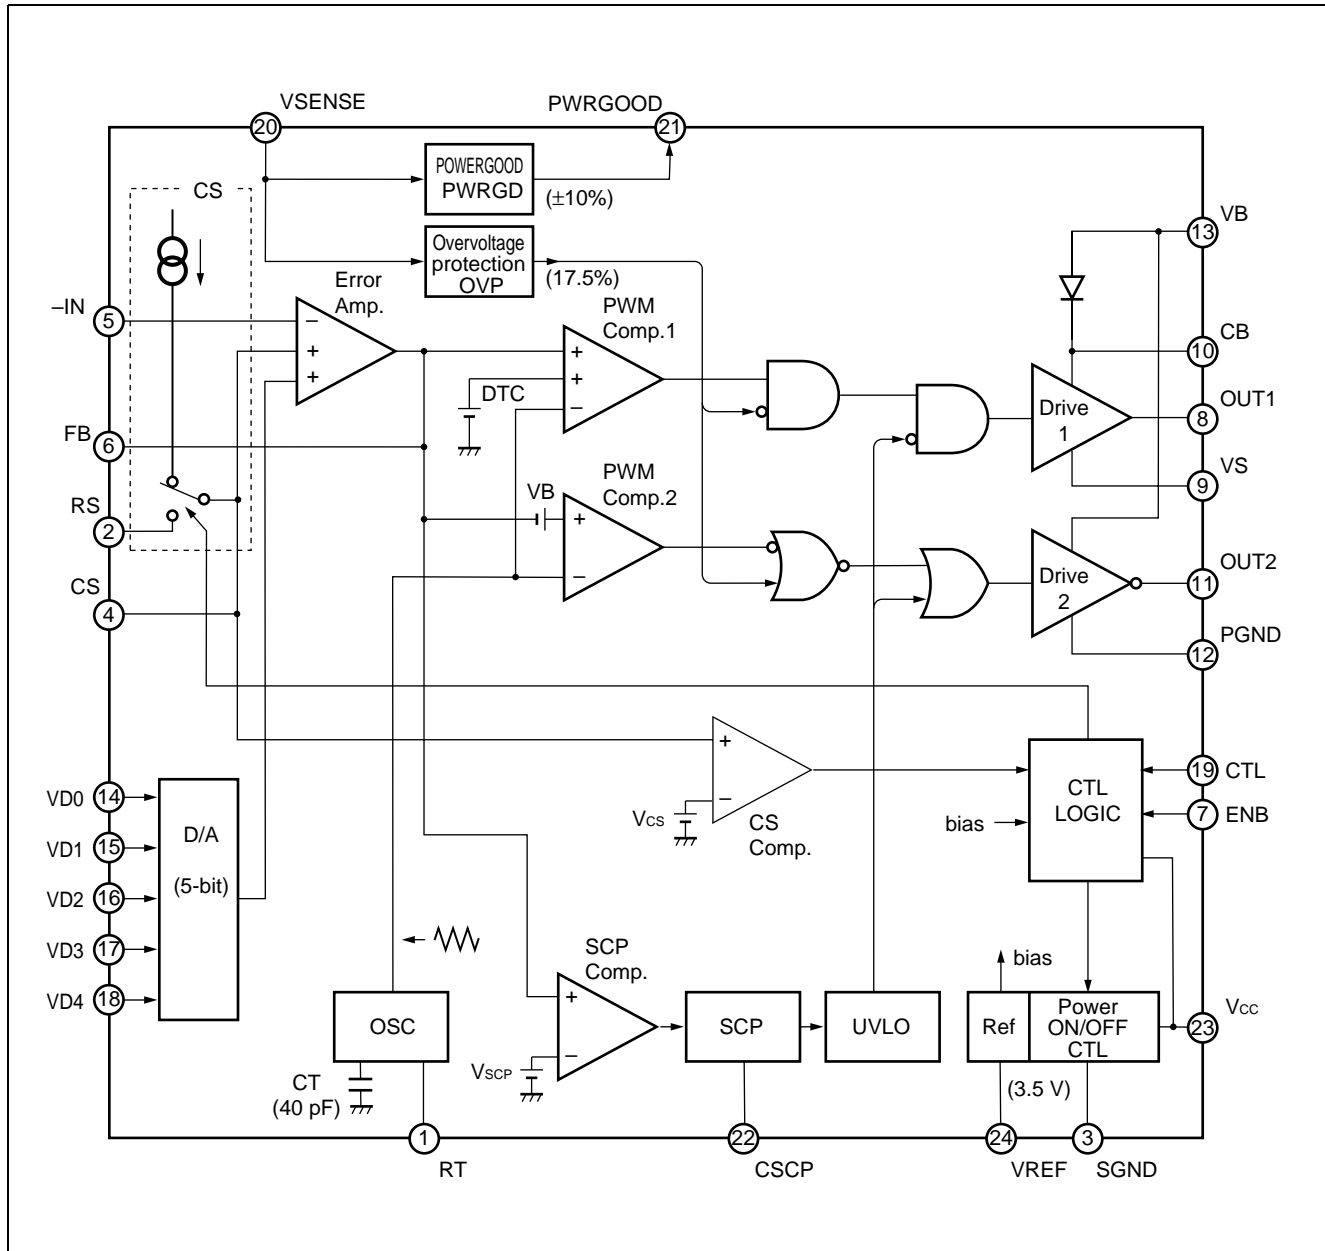 VSENSE
20
PWRGOOD
21
POWERGOOD
PWRGD
(±10%)
CS
Overvoltage
protection
OVP
(17.5%)
VB
13
Error
Amp.
–IN
5
−
+
+
PWM
Comp.1
+
+
−
DTC
CB
10
Drive
1
OUT1
8
FB
6
VS
9
RS
2
VB
PWM
Comp.2
+
−
Drive
2
OUT2
11
CS
4
PGND
12
+
−
VCS
CS
Comp.
CTL
LOGIC
bias
19
CTL
7
ENB
VD0
14
VD1
15
VD2
16
VD3
17
VD4
18
D/A
(5-bit)
SCP
Comp.
+
−
VSCP
bias
OSC
SCP
UVLO
Ref
Power
ON/OFF
CTL
VCC
23
CT
(40 pF)
(3.5 V)
1
RT
22
CSCP
24
VREF
3
SGND